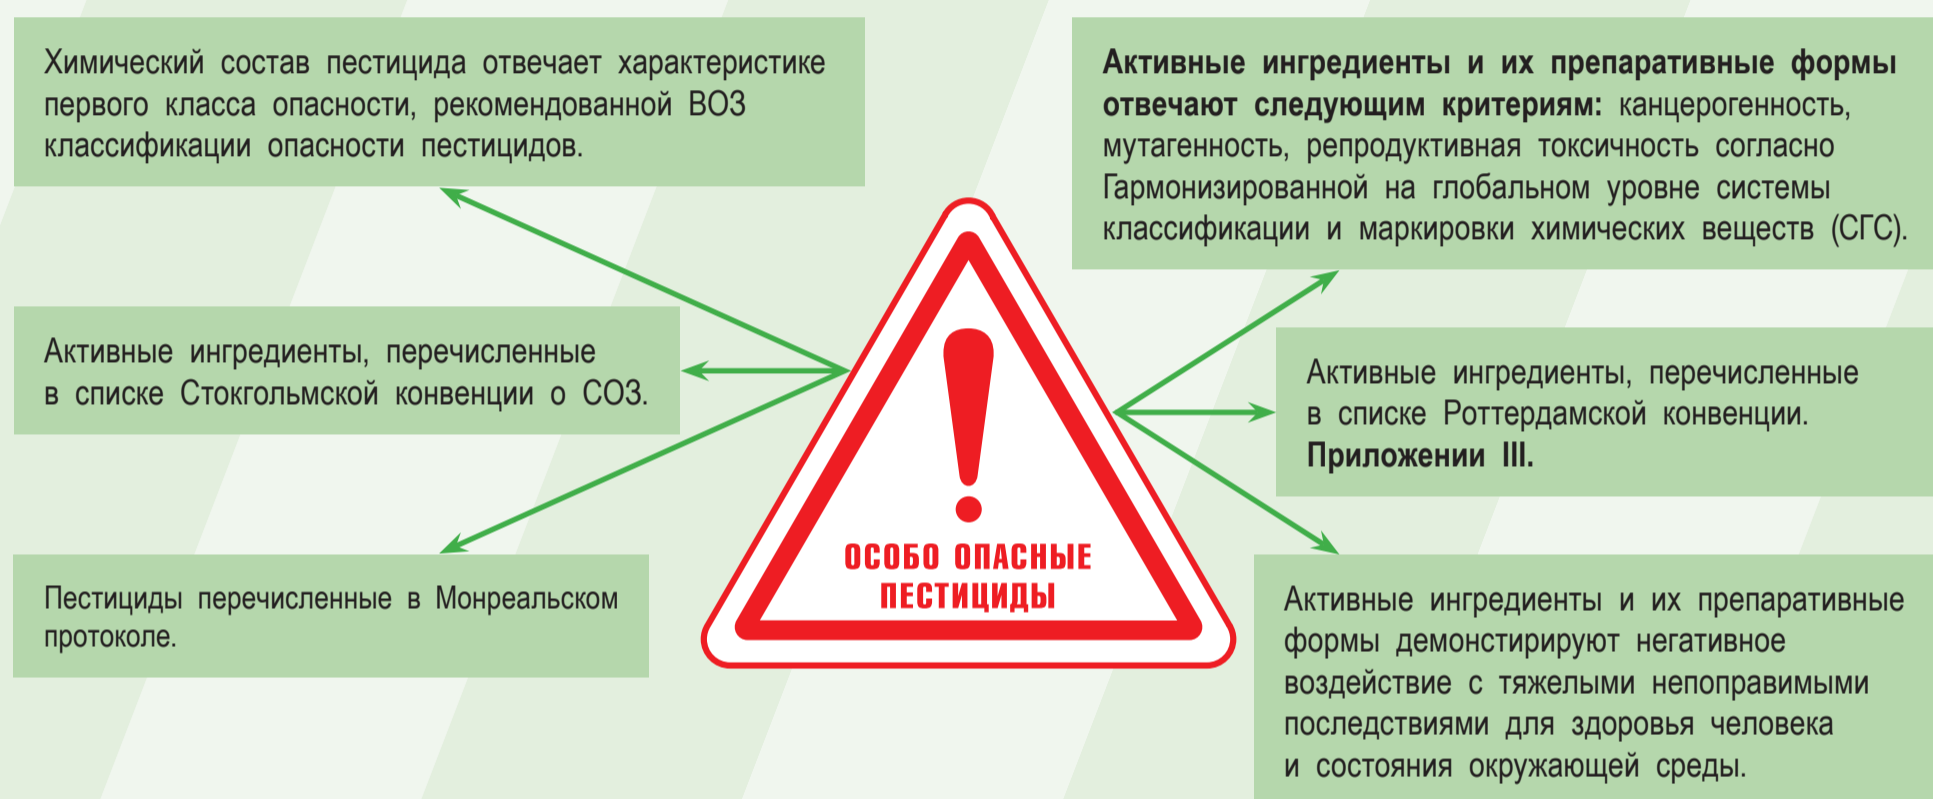 Химический состав пестицида отвечает характеристике
первого класса опасности, рекомендованной ВОЗ
классификации опасности пестицидов.
Активные ингредиенты, перечисленные
в списке Стокгольмской конвенции о СОЗ.
Пестициды перечисленные в Монреальском
протоколе.
ОСОБО ОПАСНЫЕ
ПЕСТИЦИДЫ
Активные ингредиенты и их препаративные формы
отвечают следующим критериям: канцерогенность,
мутагенность, репродуктивная токсичность согласно
Гармонизированной на глобальном уровне системы
классификации и маркировки химических веществ (СГС).
Активные ингредиенты, перечисленные
в списке Роттердамской конвенции.
Приложении III.
Активные ингредиенты и их препаративные
формы демонстирируют негативное
воздействие с тяжелыми непоправимыми
последствиями для здоровья человека
и состояния окружающей среды.